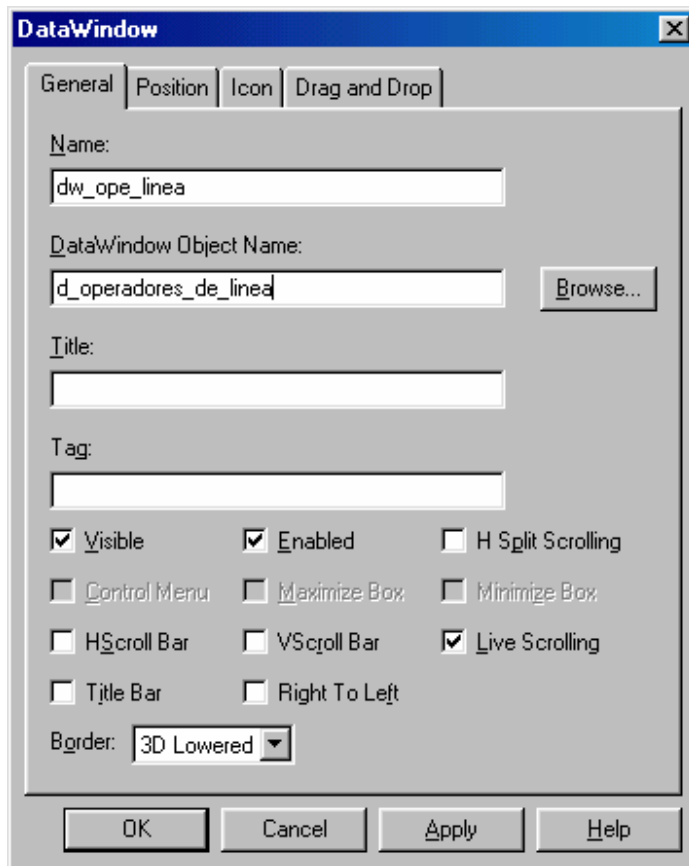 DataWindow
General Position Icon Drag and Drop
Name:
dw_ope_linea
DataWindow Object Name:
d_operadores_de_linea Browse...
Title:
Tag:
Visible Enabled H Split Scrolling
Control Menu Maximize Box Minimize Box
HScroll Bar VScroll Bar Live Scrolling
Title Bar Right To Left
Border: 3D Lowered
OK Cancel Apply Help